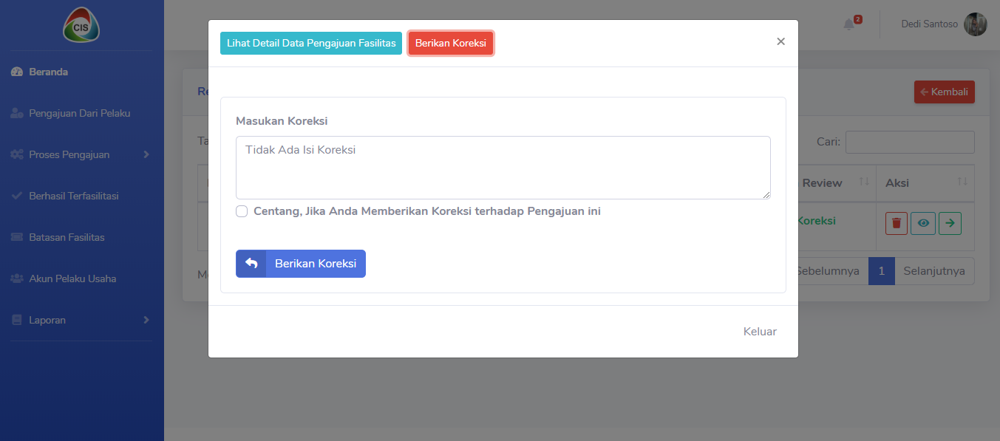 CIS
Beranda
Pengajuan Dari Pelaku
Proses Pengajuan
Berhasil Terfasilitasi
Batasan Fasilitas
Akun Pelaku Usaha
Laporan
2
Dedi Santoso
Lihat Detail Data Pengajuan Fasilitas Berikan Koreksi ×
Kembali
Masukan Koreksi
Tidak Ada Isi Koreksi
Centang, Jika Anda Memberikan Koreksi terhadap Pengajuan ini
Berikan Koreksi
Keluar
Cari:
Review Aksi
Koreksi
Sebelumnya 1 Selanjutnya